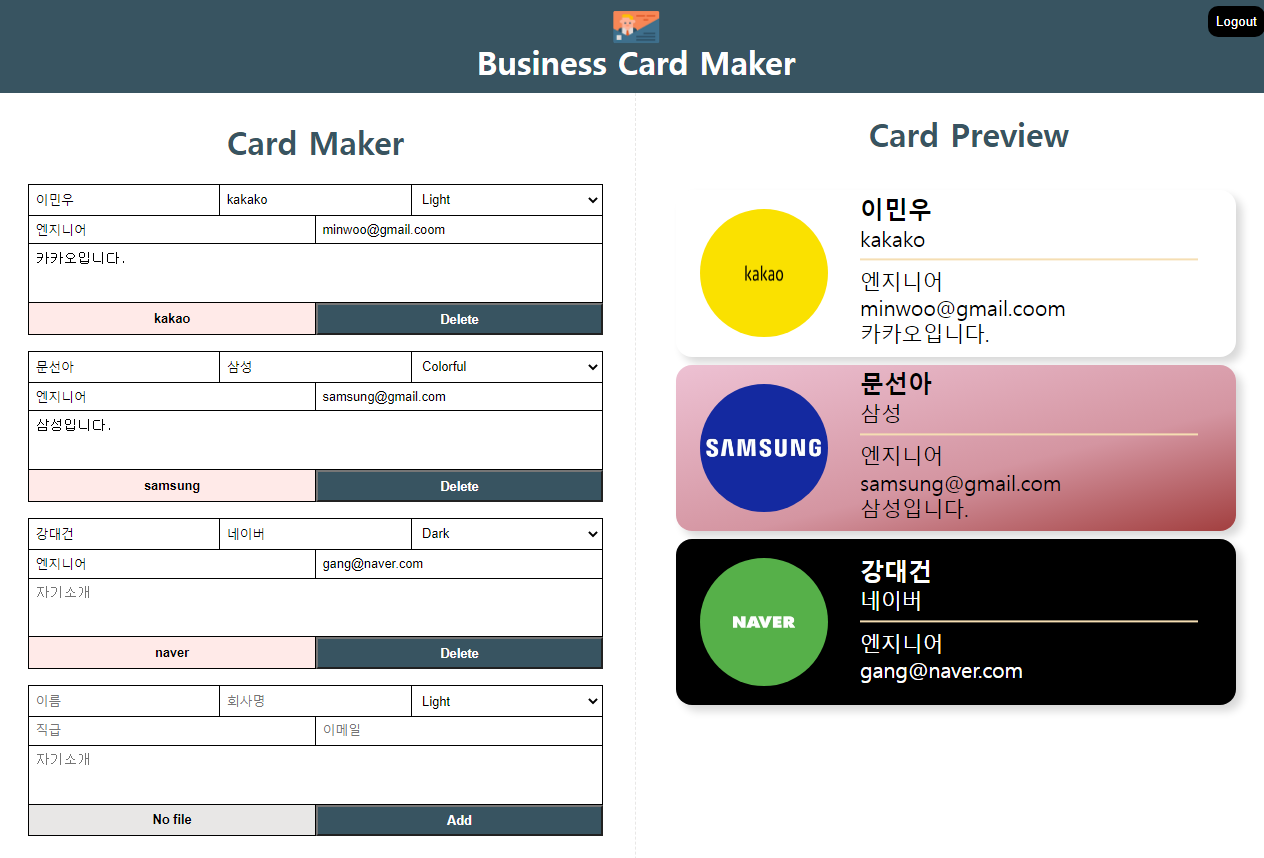 Logout
Business Card Maker
Card Maker
이민우 kakako Light
엔지니어 minwoo@gmail.coom
카카오입니다.
kakao Delete
문선아 삼성 Colorful
엔지니어 samsung@gmail.com
삼성입니다.
samsung Delete
강대건 네이버 Dark
엔지니어 gang@naver.com
자기소개
naver Delete
이름 회사명 Light
직급 이메일
자기소개
No file Add
Card Preview
kakao
이민우
kakako
엔지니어
minwoo@gmail.coom
카카오입니다.
SAMSUNG
문선아
삼성
엔지니어
samsung@gmail.com
삼성입니다.
NAVER
강대건
네이버
엔지니어
gang@naver.com